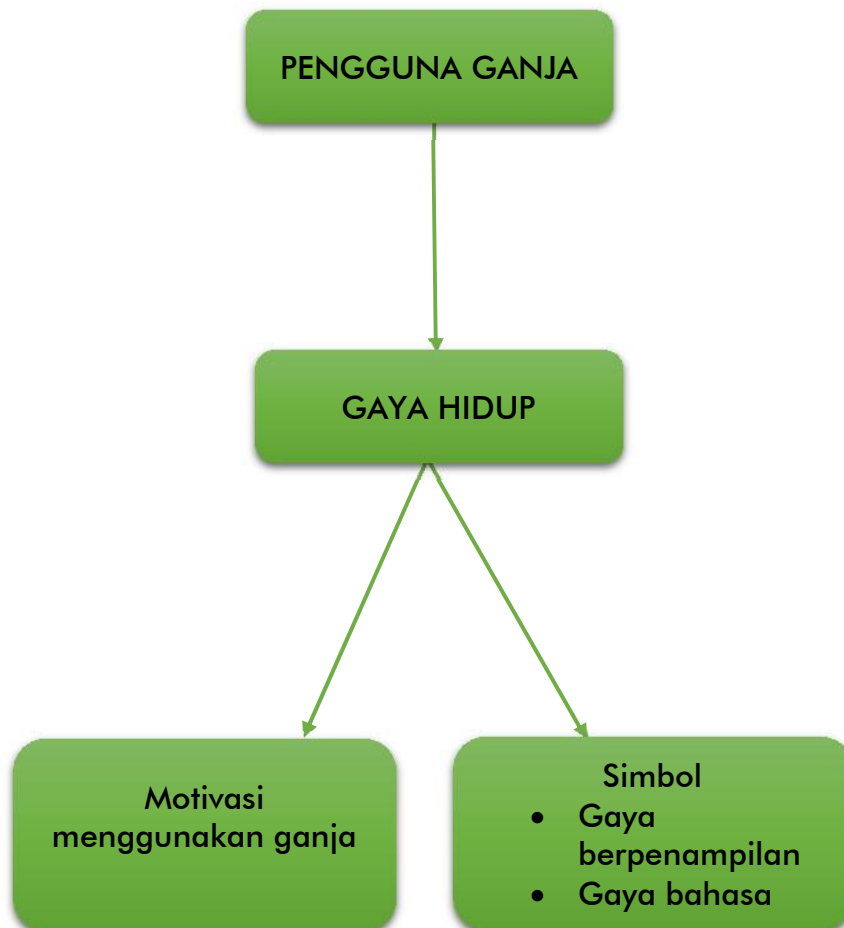 PENGGUNA GANJA
GAYA HIDUP
Motivasi
menggunakan ganja
Simbol
• Gaya
berpenampilan
• Gaya bahasa